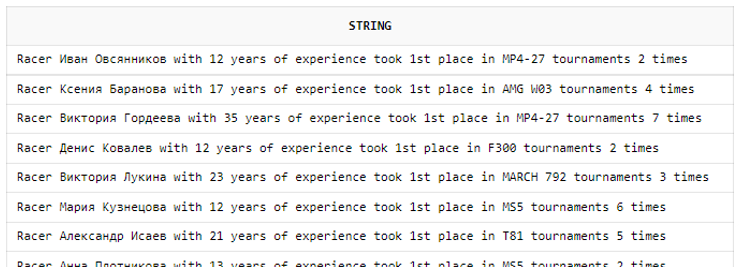 STRING
Racer Иван Овсянников with 12 years of experience took 1st place in MP4-27 tournaments 2 times
Racer Ксения Баранова with 17 years of experience took 1st place in AMG W03 tournaments 4 times
Racer Виктория Гордеева with 35 years of experience took 1st place in MP4-27 tournaments 7 times
Racer Денис Ковалев with 12 years of experience took 1st place in F300 tournaments 2 times
Racer Виктория Лукина with 23 years of experience took 1st place in MARCH 792 tournaments 3 times
Racer Мария Кузнецова with 12 years of experience took 1st place in MS5 tournaments 6 times
Racer Александр Исаев with 21 years of experience took 1st place in T81 tournaments 5 times
Racer Анна Плотникова with 13 years of experience took 1st place in MS5 tournaments 2 times